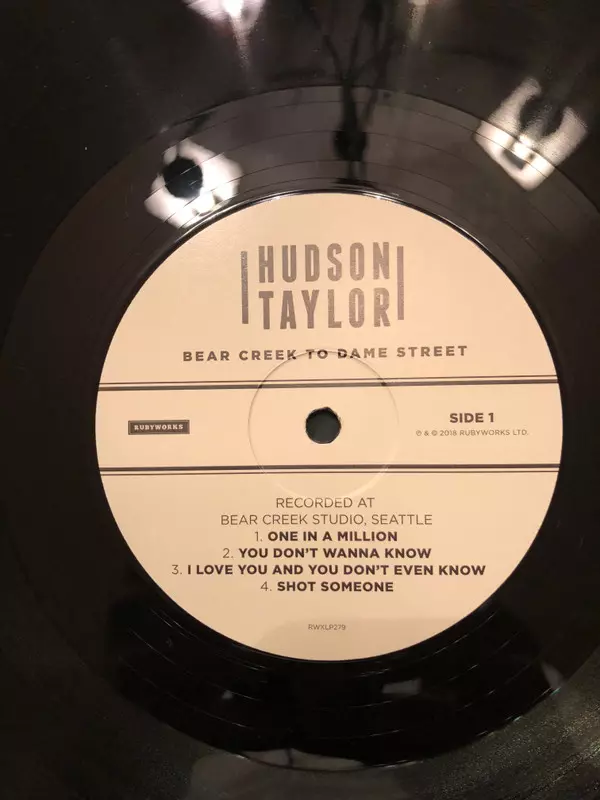 HUDSON
TAYLOR
BEAR CREEK TO DAME STREET
RUBYWORKS
SIDE 1
℗ & © 2018 RUBYWORKS LTD.
RECORDED AT
BEAR CREEK STUDIO, SEATTLE
1. ONE IN A MILLION
2. YOU DON'T WANNA KNOW
3. I LOVE YOU AND YOU DON'T EVEN KNOW
4. SHOT SOMEONE
RWXLP279